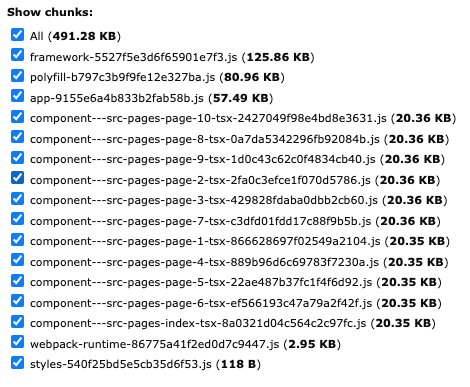 Show chunks:
All (491.28 KB)
framework-5527f5e3d6f65901e7f3.js (125.86 KB)
polyfill-b797c3b9f9fe12e327ba.js (80.96 KB)
app-9155e6a4b833b2fab58b.js (57.49 KB)
component---src-pages-page-10-tsx-2427049f98e4bd8e3631.js (20.36 KB)
component---src-pages-page-8-tsx-0a7da5342296fb92084b.js (20.36 KB)
component---src-pages-page-9-tsx-1d0c43c62c0f4834cb40.js (20.36 KB)
component---src-pages-page-2-tsx-2fa0c3efce1f070d5786.js (20.36 KB)
component---src-pages-page-3-tsx-429828fdaba0dbb2cb60.js (20.36 KB)
component---src-pages-page-7-tsx-c3dfd01fdd17c88f9b5b.js (20.36 KB)
component---src-pages-page-1-tsx-866628697f02549a2104.js (20.35 KB)
component---src-pages-page-4-tsx-889b96d6c69783f7230a.js (20.35 KB)
component---src-pages-page-5-tsx-22ae487b37fc1f4f6d92.js (20.35 KB)
component---src-pages-page-6-tsx-ef566193c47a79a2f42f.js (20.35 KB)
component---src-pages-index-tsx-8a0321d04c564c2c97fc.js (20.35 KB)
webpack-runtime-86775a41f2ed0d7c9447.js (2.95 KB)
styles-540f25bd5e5cb35d6f53.js (118 B)